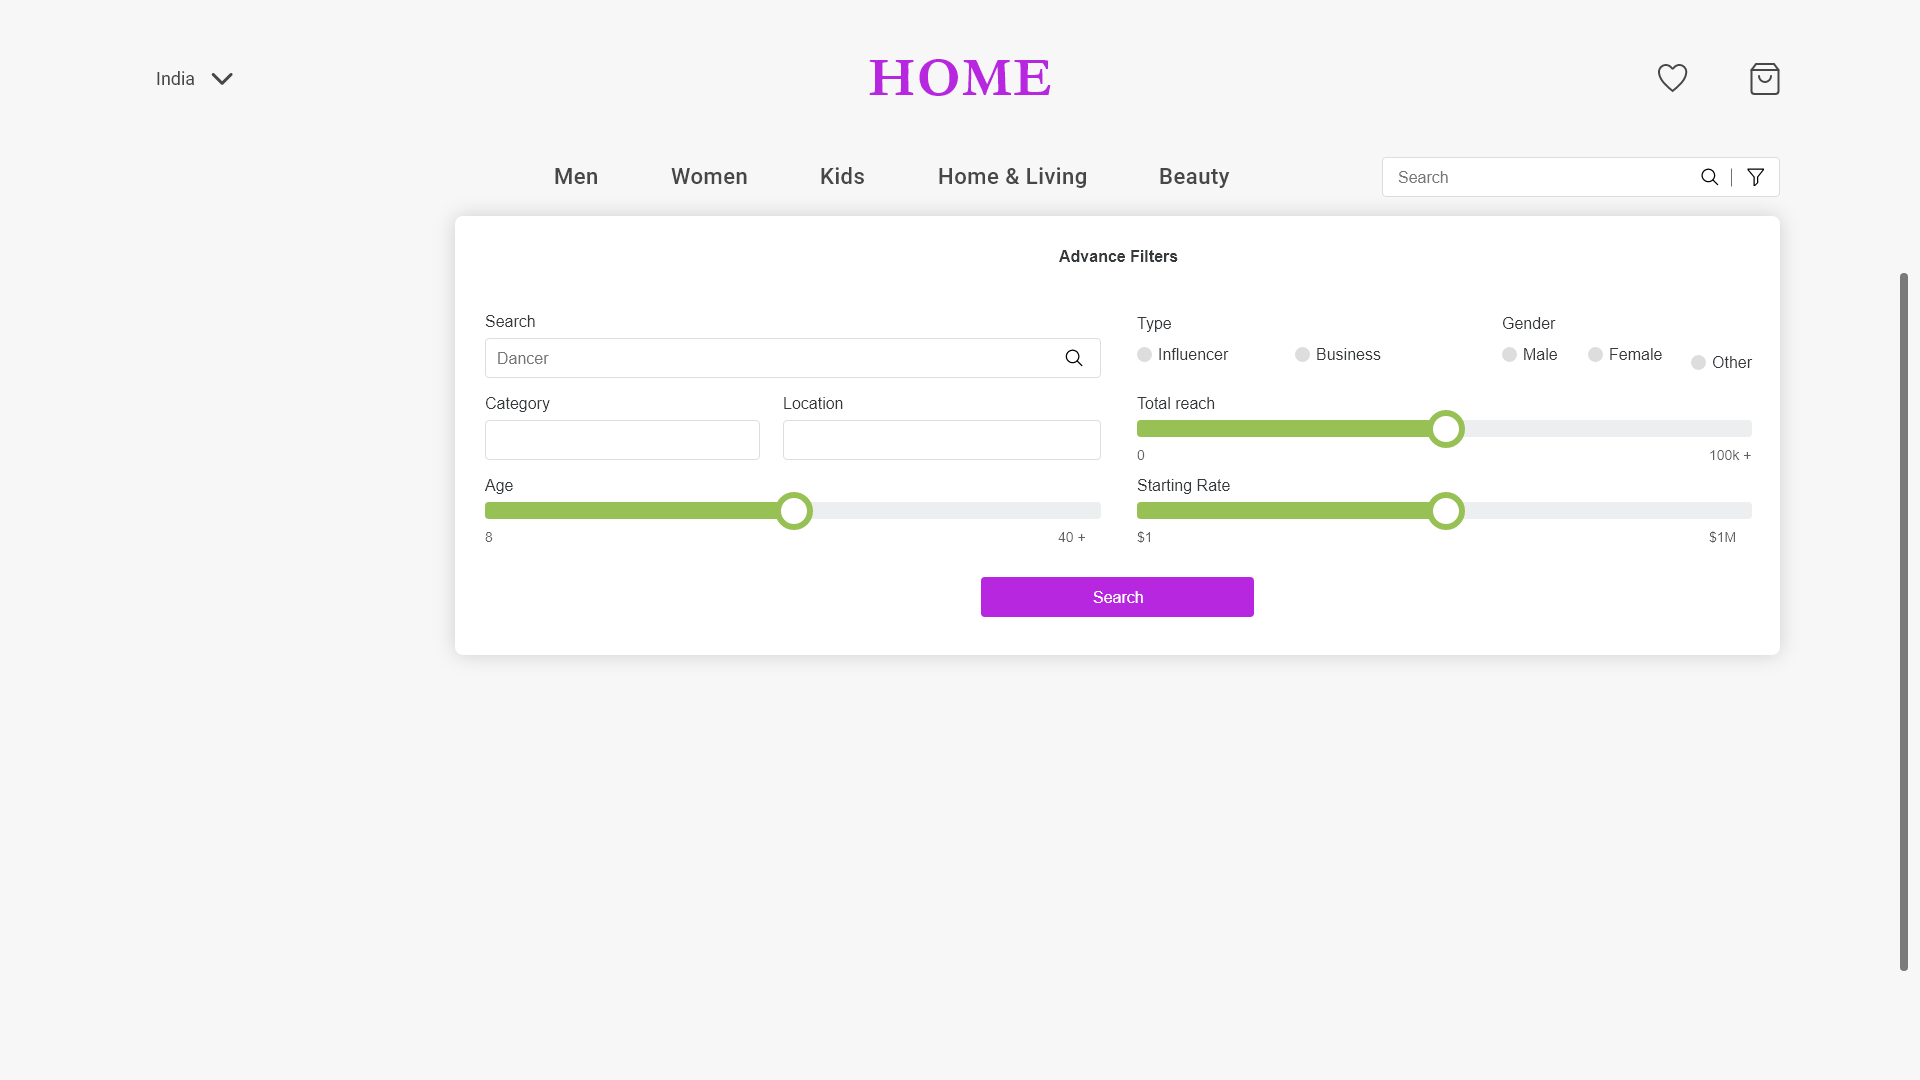 India
HOME
Men Women Kids Home & Living Beauty
Search
Advance Filters
Search
Dancer
Type
Influencer Business
Gender
Male Female Other
Category
Location
Total reach
0 100k +
Age
8 40 +
Starting Rate
$1 $1M
Search